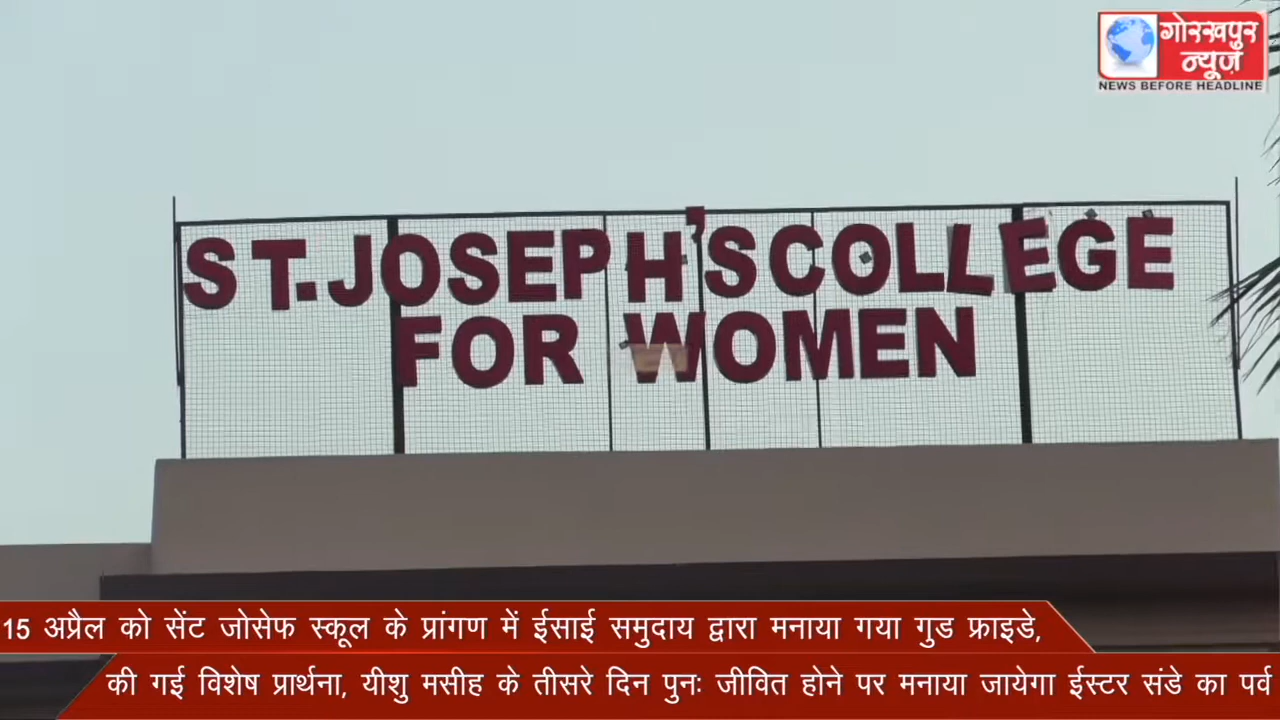 गोरखपुर
न्यूज़
NEWS BEFORE HEADLINE
ST. JOSEPH'S COLLEGE
FOR WOMEN
15 अप्रैल को सेंट जोसेफ स्कूल के प्रांगण में ईसाई समुदाय द्वारा मनाया गया गुड फ्राइडे,
की गई विशेष प्रार्थना, यीशु मसीह के तीसरे दिन पुनः जीवित होने पर मनाया जायेगा ईस्टर संडे का पर्व